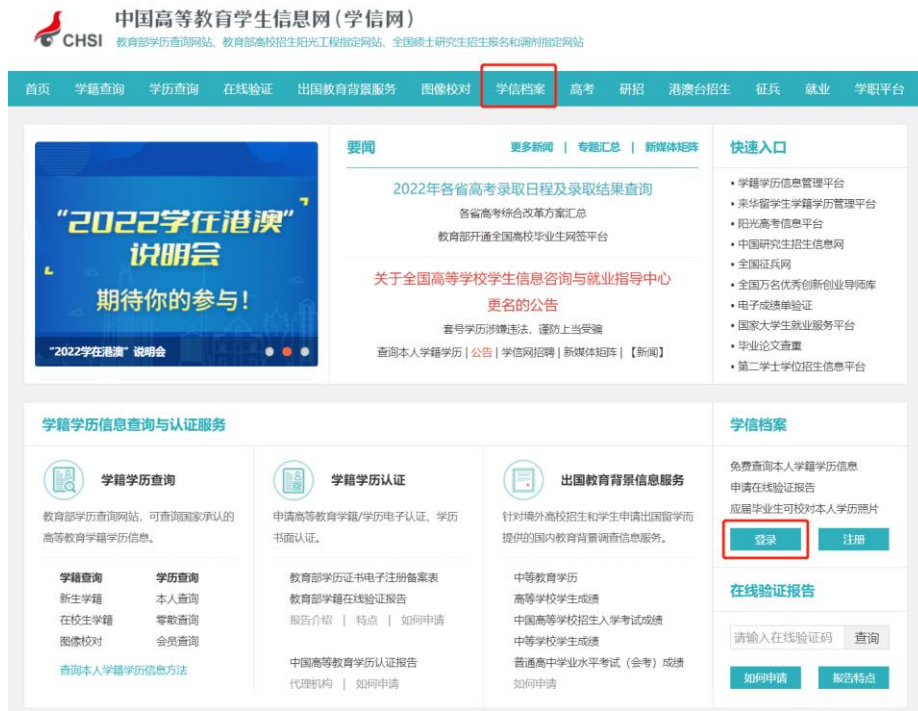 中国高等教育学生信息网(学信网)
CHSI 教育部学历查询网站、教育部高校招生阳光工程指定网站、全国硕士研究生招生报名和调剂指定网站
首页 学籍查询 学历查询 在线验证 出国教育背景服务 图像校对 学信档案 高考 研招 港澳台招生 征兵 就业 学职平台
“2022学在港澳”
说明会
期待你的参与!
“2022学在港澳”说明会
要闻 更多新闻 | 专题汇总 | 新媒体矩阵
2022年各省高考录取日程及录取结果查询
各省高考综合改革方案汇总
教育部开通全国高校毕业生网签平台
关于全国高等学校学生信息咨询与就业指导中心
更名的公告
套号学历涉嫌违法,谨防上当受骗
查询本人学籍学历 | 公告 | 学信网招聘 | 新媒体矩阵 | 【新闻】
快速入口
• 学籍学历信息管理平台
• 来华留学生学籍学历管理平台
• 阳光高考信息平台
• 中国研究生招生信息网
• 全国征兵网
• 全国万名优秀创新创业导师库
• 电子成绩单验证
• 国家大学生就业服务平台
• 毕业论文查重
• 第二学士学位招生信息平台
学籍学历信息查询与认证服务
学籍学历查询
教育部学历查询网站,可查询国家承认的
高等教育学籍学历信息。
学籍查询 学历查询
新生学籍 本人查询
在校生学籍 零散查询
图像校对 会员查询
查询本人学籍学历信息方法
学籍学历认证
申请高等教育学籍/学历电子认证、学历
书面认证。
教育部学历证书电子注册备案表
教育部学籍在线验证报告
报告介绍 | 特点 | 如何申请
中国高等教育学历认证报告
代理机构 | 如何申请
出国教育背景信息服务
针对境外高校招生和学生申请出国留学而
提供的国内教育背景调查信息服务。
中等教育学历
高等学校学生成绩
中国高等学校招生入学考试成绩
中等学校学生成绩
普通高中学业水平考试(会考)成绩
如何申请
学信档案
免费查询本人学籍学历信息
申请在线验证报告
应届毕业生可校对本人学历照片
登录 注册
在线验证报告
请输入在线验证码 查询
如何申请 报告特点